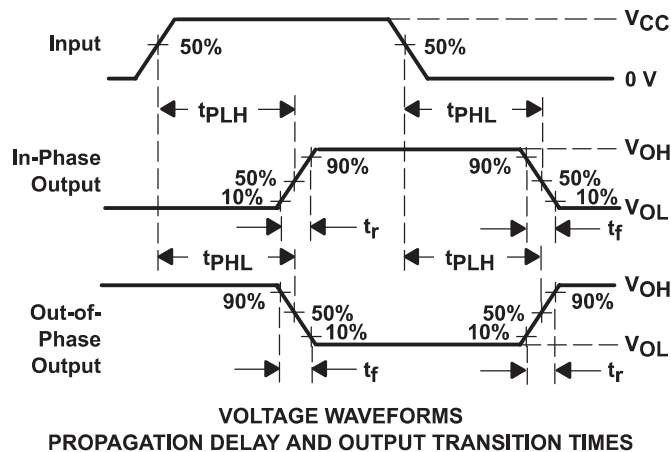 Input
50%
50%
VCC
0 V
tPLH
tPHL
In-Phase
Output
50%
10%
90%
90%
50%
10%
VOH
VOL
tr
tf
tPHL
tPLH
Out-of-
Phase
Output
90%
50%
10%
50%
10%
90%
VOH
VOL
tf
tr
VOLTAGE WAVEFORMS
PROPAGATION DELAY AND OUTPUT TRANSITION TIMES